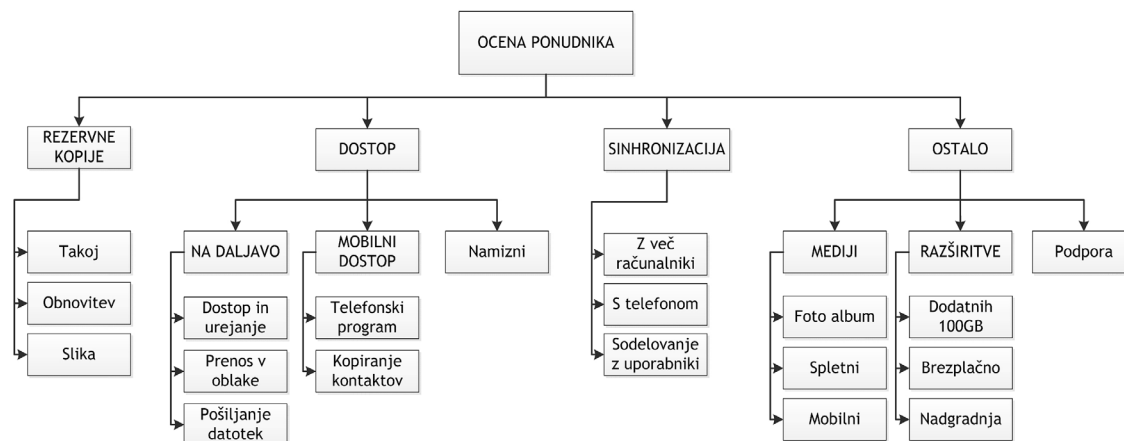 OCENA PONUDNIKA
REZERVNE
KOPIJE
DOSTOP
SINHRONIZACIJA
OSTALO
Takoj
Obnovitev
Slika
NA DALJAVO
MOBILNI
DOSTOP
Namizni
Dostop in
urejanje
Prenos v
oblake
Pošiljanje
datotek
Telefonski
program
Kopiranje
kontaktov
Z več
računalniki
S telefonom
Sodelovanje
z uporabniki
MEDIJI
RAZŠIRITVE
Podpora
Foto album
Spletni
Mobilni
Dodatnih
100GB
Brezplačno
Nadgradnja